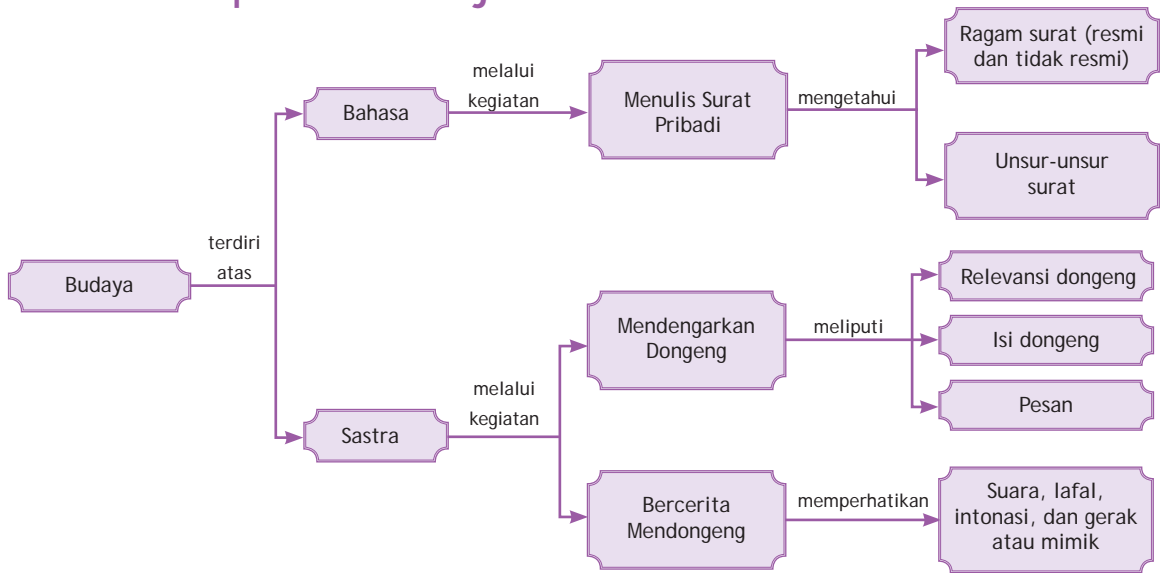 Ragam surat (resmi
dan tidak resmi)
melalui
kegiatan
Bahasa
Menulis Surat
Pribadi
mengetahui
Unsur-unsur
surat
terdiri
atas
Budaya
Relevansi dongeng
Mendengarkan
Dongeng
meliputi
Isi dongeng
Pesan
melalui
kegiatan
Sastra
Bercerita
Mendongeng
memperhatikan
Suara, lafal,
intonasi, dan gerak
atau mimik